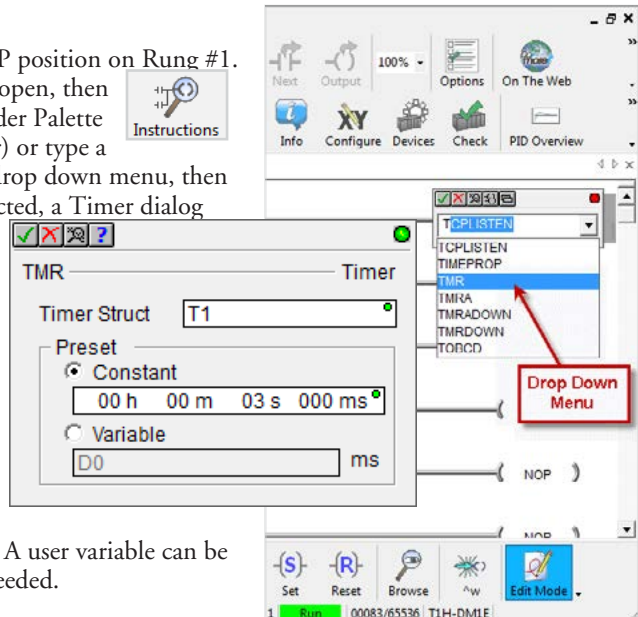 P position on Rung #1.
open, then
der Palette
) or type a
drop down menu, then
cted, a Timer dialog
Instructions
TMR Timer
Timer Struct T1
Preset
Constant
00 h 00 m 03 s 000 ms
Variable
D0 ms
A user variable can be
eeded.
Next Output 100% Options On The Web
Info Configure Devices Check PID Overview
TCPLISTEN
TCPLISTEN
TIMEPROP
TMR
TMRA
TMRADOWN
TMRDOWN
TOBCD
Drop Down
Menu
NOP
NOP
Set Reset Browse ^w Edit Mode
1 Run 00083/65536 T1H-DM1E